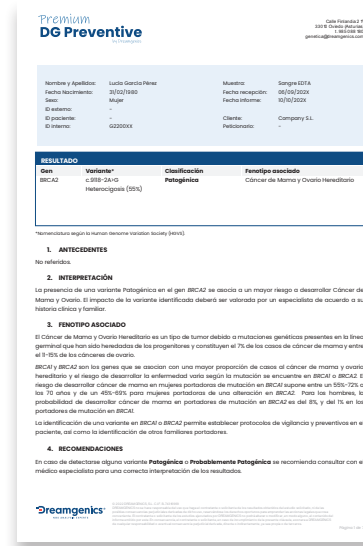 Premium
DG Preventive
by Dreamgenics
Calle Finlandia 2 1
33010 Oviedo (Asturias
t. 985 088 180
genetica@dreamgenics.com
Nombre y Apellidos: Lucía García Pérez Muestra: Sangre EDTA
Fecha Nacimiento: 31/02/1980 Fecha recepción: 06/09/202X
Sexo: Mujer Fecha informe: 10/10/202X
ID externo: -
ID paciente: - Cliente: Company S.L.
ID interno: G2200XX Peticionario: -
RESULTADO
Gen Variante* Clasificación Fenotipo asociado
BRCA2 c.9118-2A>G Patogénica Cáncer de Mama y Ovario Hereditario
Heterocigosis (55%)
*Nomenclatura según la Human Genome Variation Society (HGVS).
1. ANTECEDENTES
No referidos.
2. INTERPRETACIÓN
La presencia de una variante Patogénica en el gen BRCA2 se asocia a un mayor riesgo a desarrollar Cáncer de
Mama y Ovario. El impacto de la variante identificada deberá ser valorada por un especialista de acuerdo a su
historia clínica y familiar.
3. FENOTIPO ASOCIADO
El Cáncer de Mama y Ovario Hereditario es un tipo de tumor debido a mutaciones genéticas presentes en la línea
germinal que han sido heredadas de los progenitores y constituyen el 7% de los casos de cáncer de mama y entre
el 11-15% de los cánceres de ovario.
BRCA1 y BRCA2 son los genes que se asocian con una mayor proporción de casos de cáncer de mama y ovario
hereditario y el riesgo de desarrollar la enfermedad varía según la mutación se encuentre en BRCA1 o BRCA2. El
riesgo de desarrollar cáncer de mama en mujeres portadoras de mutación en BRCA1 supone entre un 55%-72% a
los 70 años y de un 45%-69% para mujeres portadoras de una alteración en BRCA2. Para los hombres, la
probabilidad de desarrollar cáncer de mama en portadores de mutación en BRCA2 es del 8%, y del 1% en los
portadores de mutación en BRCA1.
La identificación de una variante en BRCA1 o BRCA2 permite establecer protocolos de vigilancia y preventivos en el
paciente, así como la identificación de otros familiares portadores.
4. RECOMENDACIONES
En caso de detectarse alguna variante Patogénica o Probablemente Patogénica se recomienda consultar con el
médico especialista para una correcta interpretación de los resultados.
Dreamgenics